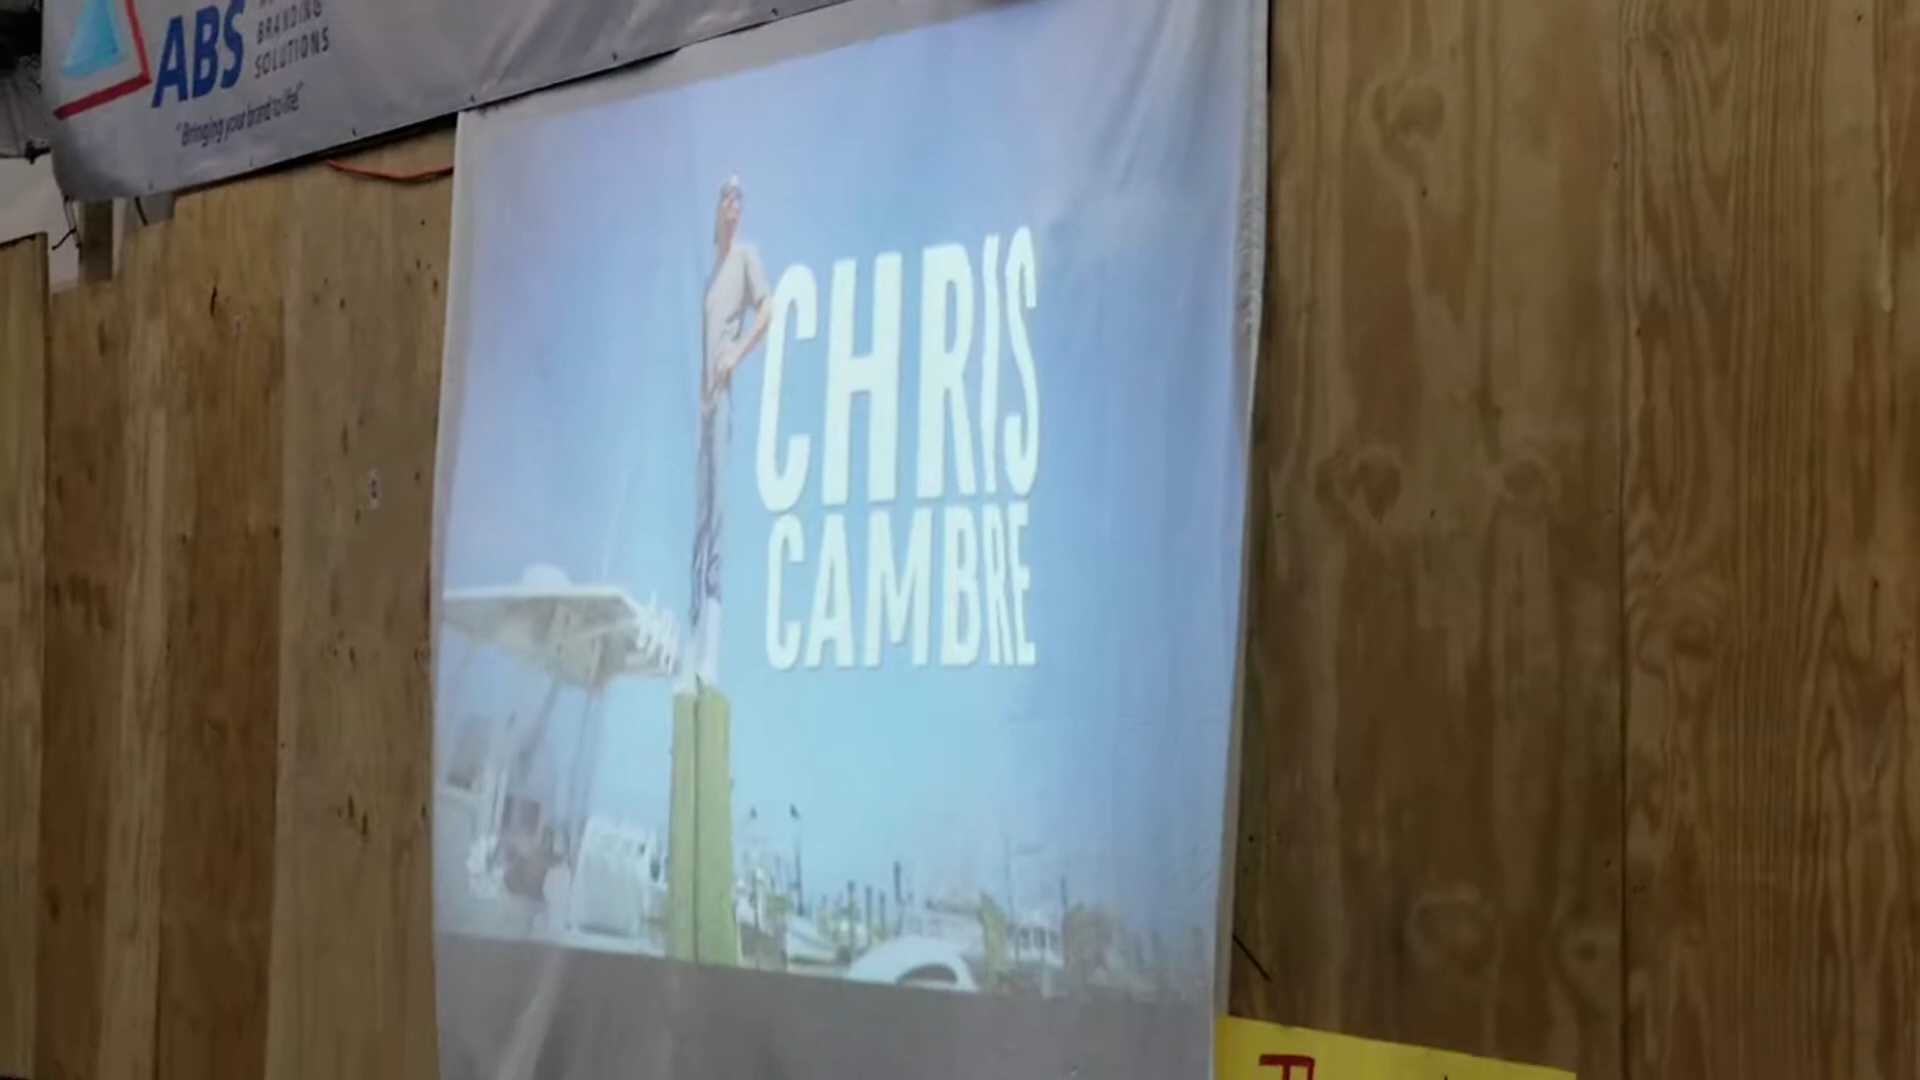 ABS
BRANDING
SOLUTIONS
"Bringing your brand to life!"
CHRIS
CAMBRE